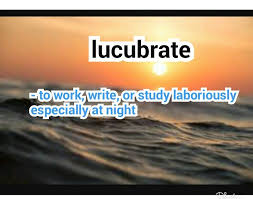 lucubrate
- to work, write, or study laboriously
especially at night